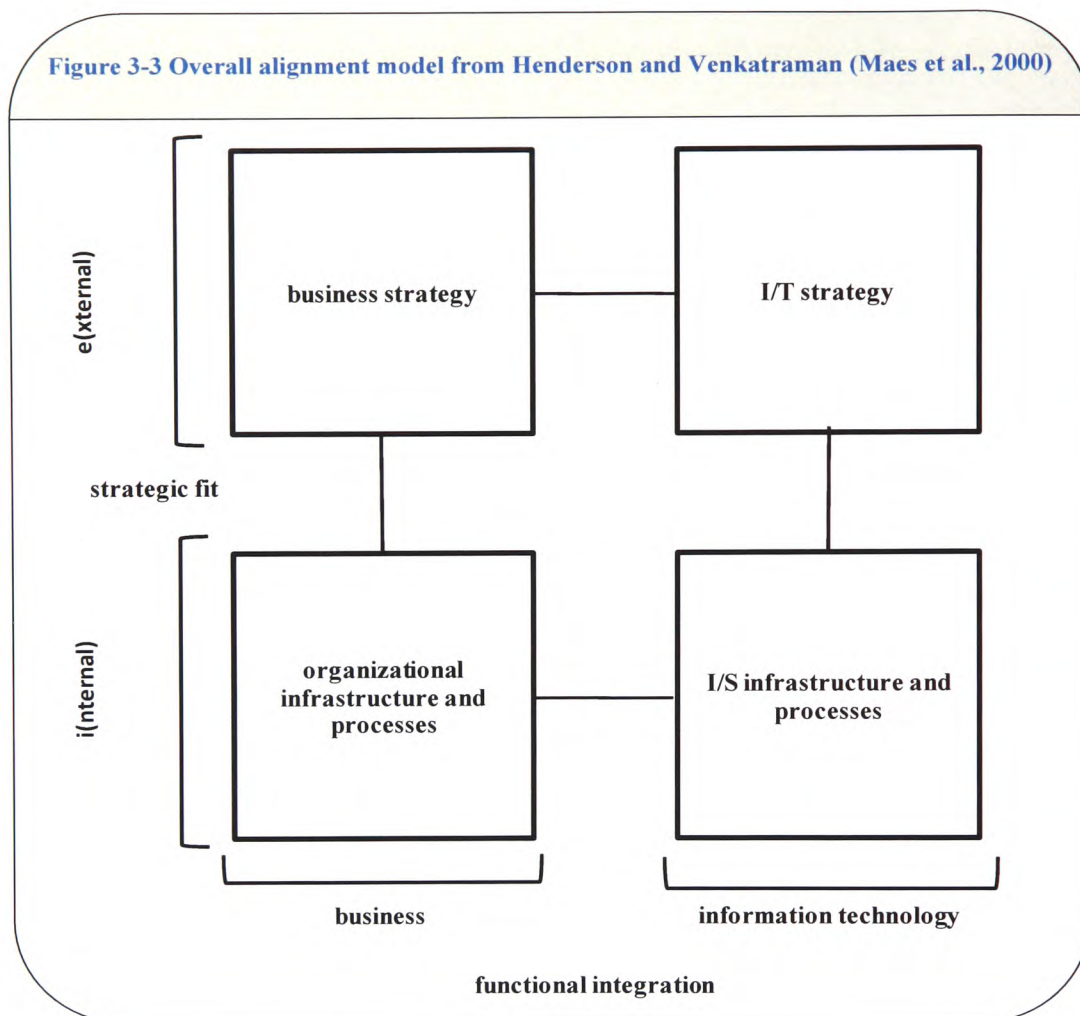 Figure 3-3 Overall alignment model from Henderson and Venkatraman (Maes et al., 2000)
e(xternal)
business strategy
I/T strategy
strategic fit
i(nternal)
organizational
infrastructure and
processes
I/S infrastructure and
processes
business
information technology
functional integration